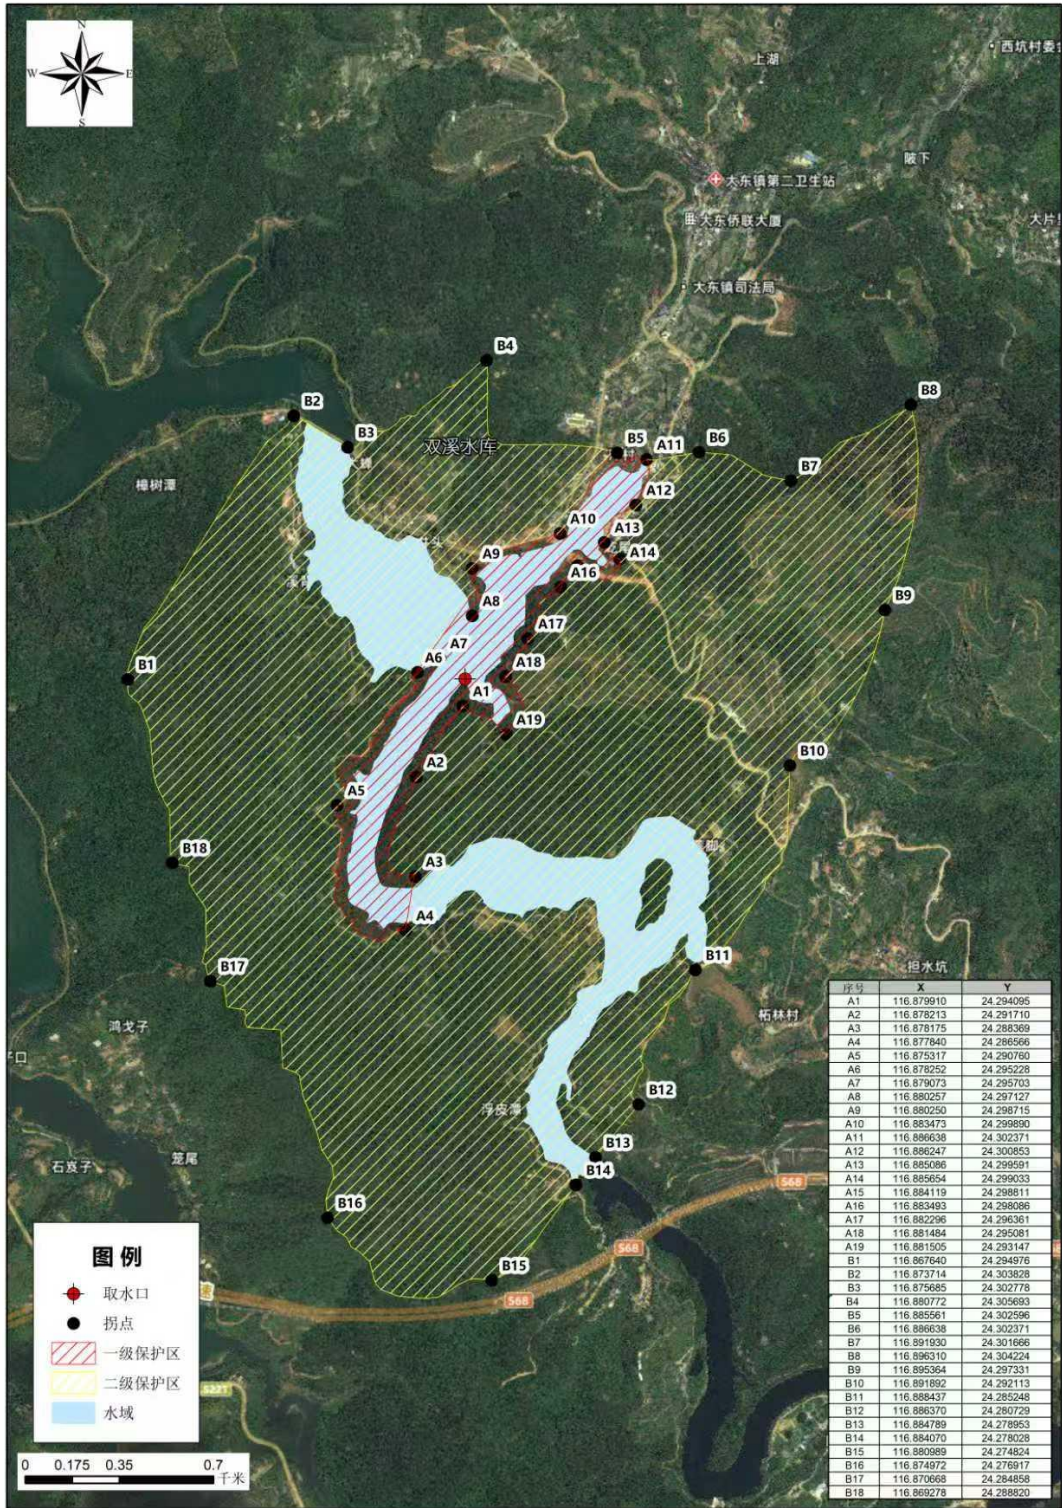 N
W
E
S
上湖
西坑村委会
陂下
大东镇第二卫生站
大东侨联大厦
大片
大东镇司法局
B4
B2
B8
B3
双溪水库
B5
村
A11
B6
B7
樟树潭
A12
A10
A13
A14
A9
A16
A8
B9
A17
A7
A6
A18
B1
A1
A19
B10
A2
A5
脚
B18
A3
A4
B11
担水坑
B17
柘林村
鸿戈子
子口
B12
浮皮潭
B13
笼尾
石亥子
B14
S68
B16
S68
B15
S68
S221
图 例
取水口
拐点
一级保护区
二级保护区
水域
0 0.175 0.35 0.7
千米
序号 X Y
A1 116.879910 24.294095
A2 116.878213 24.291710
A3 116.878175 24.288369
A4 116.877840 24.286566
A5 116.875317 24.290760
A6 116.878252 24.295228
A7 116.879073 24.295703
A8 116.880257 24.297127
A9 116.880250 24.298715
A10 116.883473 24.299890
A11 116.886638 24.302371
A12 116.886247 24.300853
A13 116.885086 24.299591
A14 116.885654 24.299033
A15 116.884119 24.298811
A16 116.883493 24.298086
A17 116.882296 24.296361
A18 116.881484 24.295081
A19 116.881505 24.293147
B1 116.867640 24.294976
B2 116.873714 24.303828
B3 116.875685 24.302778
B4 116.880772 24.305693
B5 116.885561 24.302596
B6 116.886638 24.302371
B7 116.891930 24.301666
B8 116.896310 24.304224
B9 116.895364 24.297331
B10 116.891892 24.292113
B11 116.888437 24.285248
B12 116.886370 24.280729
B13 116.884789 24.278953
B14 116.884070 24.278028
B15 116.880989 24.274824
B16 116.874972 24.276917
B17 116.870668 24.284858
B18 116.869278 24.288820